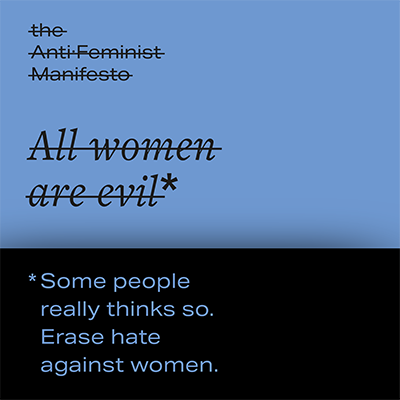 the
Anti-Feminist
Manifesto
All women
are evil*
*Some people
really thinks so.
Erase hate
against women.